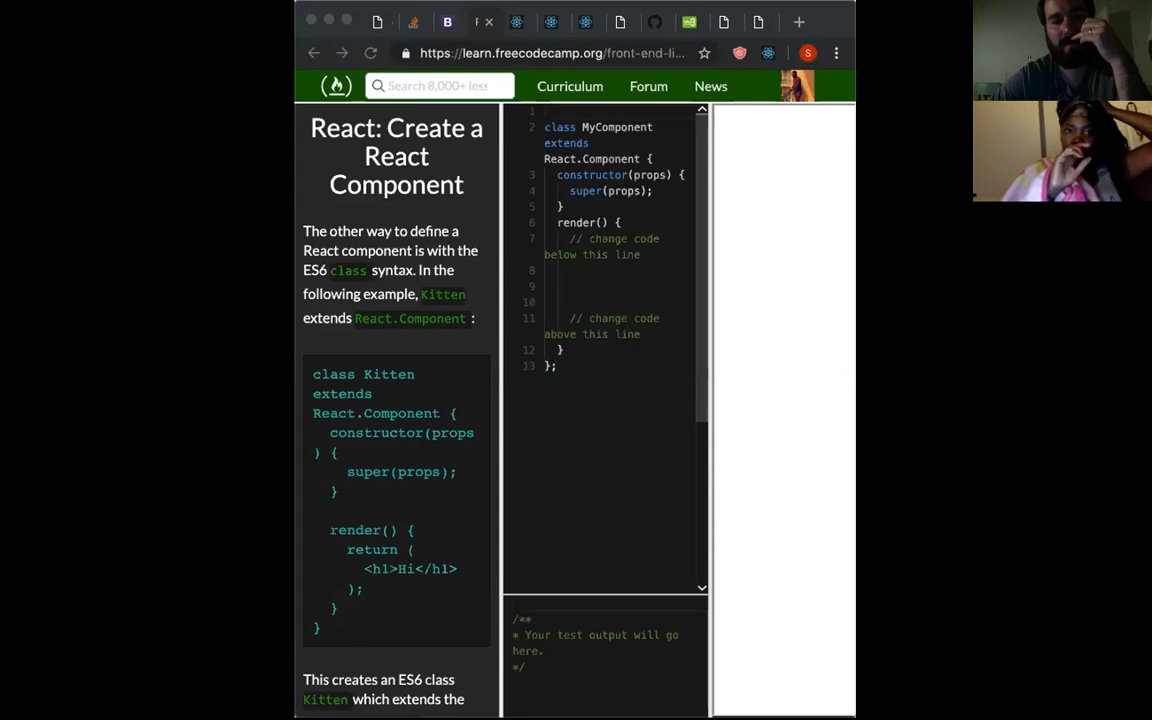 https://learn.freecodecamp.org/front-end-li...
S
Search 8,000+ less
Curriculum
Forum
News
React: Create a
React
Component
The other way to define a
React component is with the
ES6 class syntax. In the
following example, Kitten
extends React.Component :
class Kitten
extends
React.Component {
constructor(props
) {
super(props);
}
render() {
return (
<h1>Hi</h1>
);
}
}
This creates an ES6 class
Kitten which extends the
1
2 class MyComponent
extends
React.Component {
3 constructor(props) {
4 super(props);
5 }
6 render() {
7 // change code
below this line
8
9
10
11 // change code
above this line
12 }
13 };
/**
* Your test output will go
here.
*/